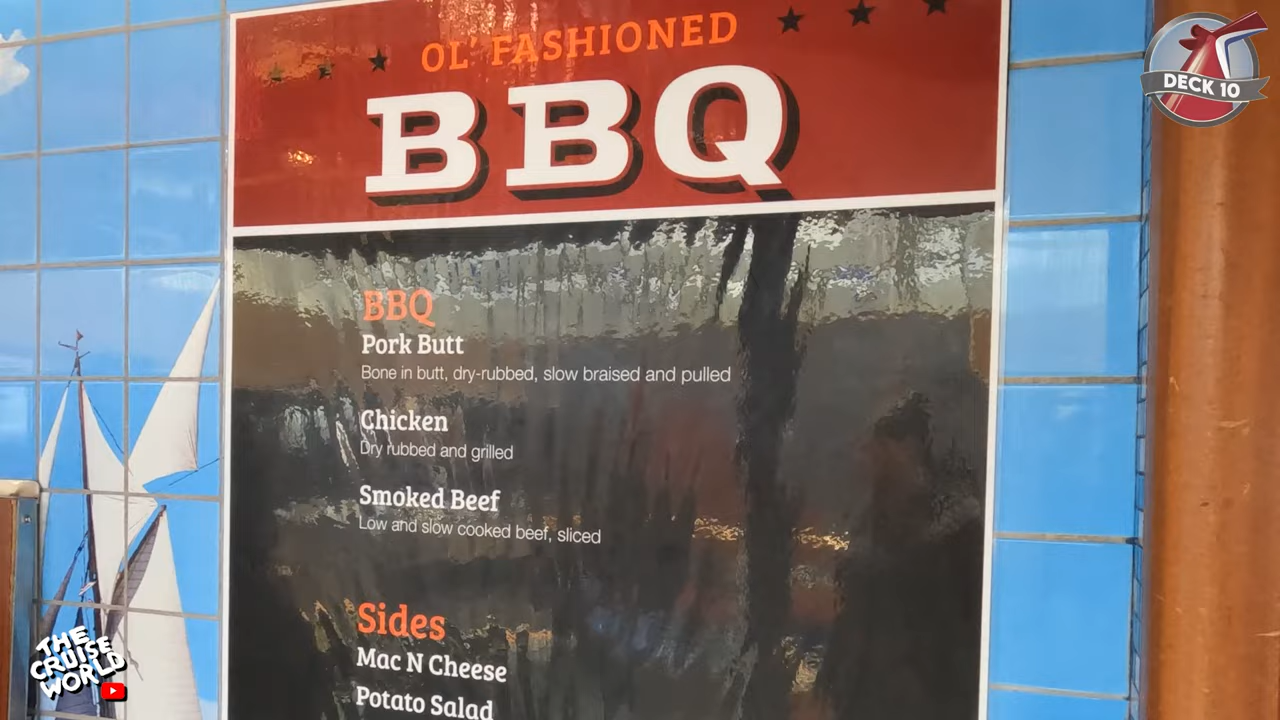 OL' FASHIONED
BBQ
DECK 10
BBQ
Pork Butt
Bone in butt, dry-rubbed, slow braised and pulled
Chicken
Dry rubbed and grilled
Smoked Beef
Low and slow cooked beef, sliced
Sides
Mac N Cheese
Potato Salad
THE
CRUISE
WORLD